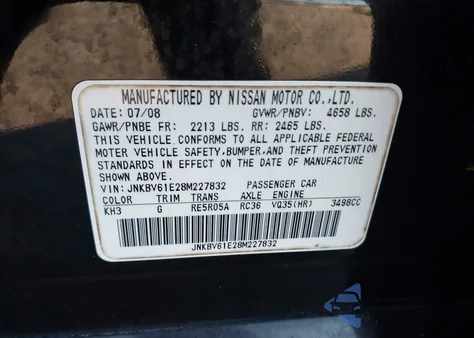 MANUFACTURED BY NISSAN MOTOR CO.,LTD.
DATE: 07/08 GVWR/PNBV: 4658 LBS.
GAWR/PNBE FR: 2213 LBS. RR: 2465 LBS.
THIS VEHICLE CONFORMS TO ALL APPLICABLE FEDERAL
MOTOR VEHICLE SAFETY,BUMPER,AND THEFT PREVENTION
STANDARDS IN EFFECT ON THE DATE OF MANUFACTURE
SHOWN ABOVE.
VIN: JNKBV61E28M227832 PASSENGER CAR
COLOR TRIM TRANS AXLE ENGINE
KH3 G RE5R05A RC36 VQ35(HR) 3498CC
JNKBV61E28M227832